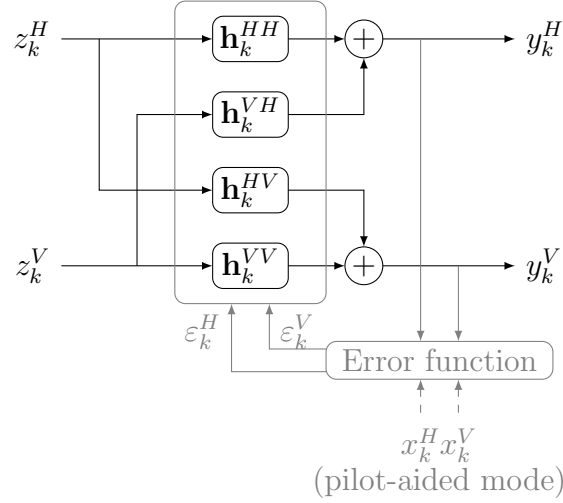 z_k^H h_k^{HH} + y_k^H
h_k^{VH}
h_k^{HV}
z_k^V h_k^{VV} + y_k^V
ε_k^H ε_k^V
Error function
x_k^H x_k^V
(pilot-aided mode)